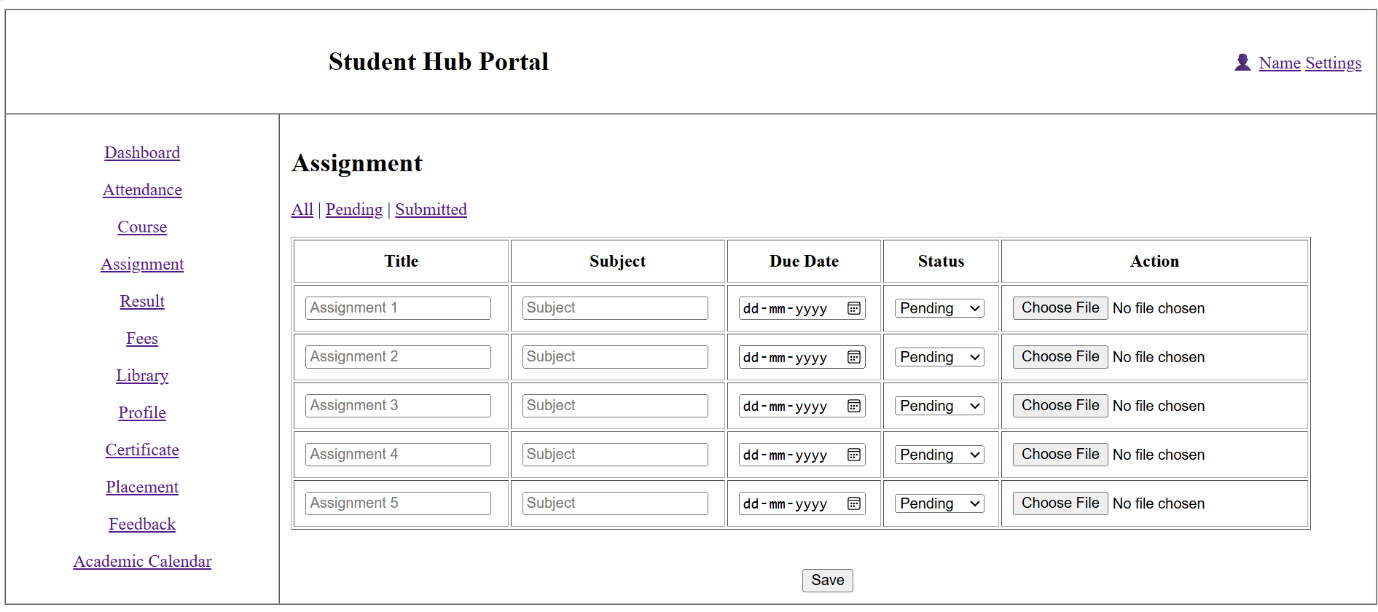 Student Hub Portal
Name Settings
Dashboard
Attendance
Course
Assignment
Result
Fees
Library
Profile
Certificate
Placement
Feedback
Academic Calendar
Assignment
All | Pending | Submitted
Title Subject Due Date Status Action
Assignment 1 Subject dd-mm-yyyy Pending Choose File No file chosen
Assignment 2 Subject dd-mm-yyyy Pending Choose File No file chosen
Assignment 3 Subject dd-mm-yyyy Pending Choose File No file chosen
Assignment 4 Subject dd-mm-yyyy Pending Choose File No file chosen
Assignment 5 Subject dd-mm-yyyy Pending Choose File No file chosen
Save